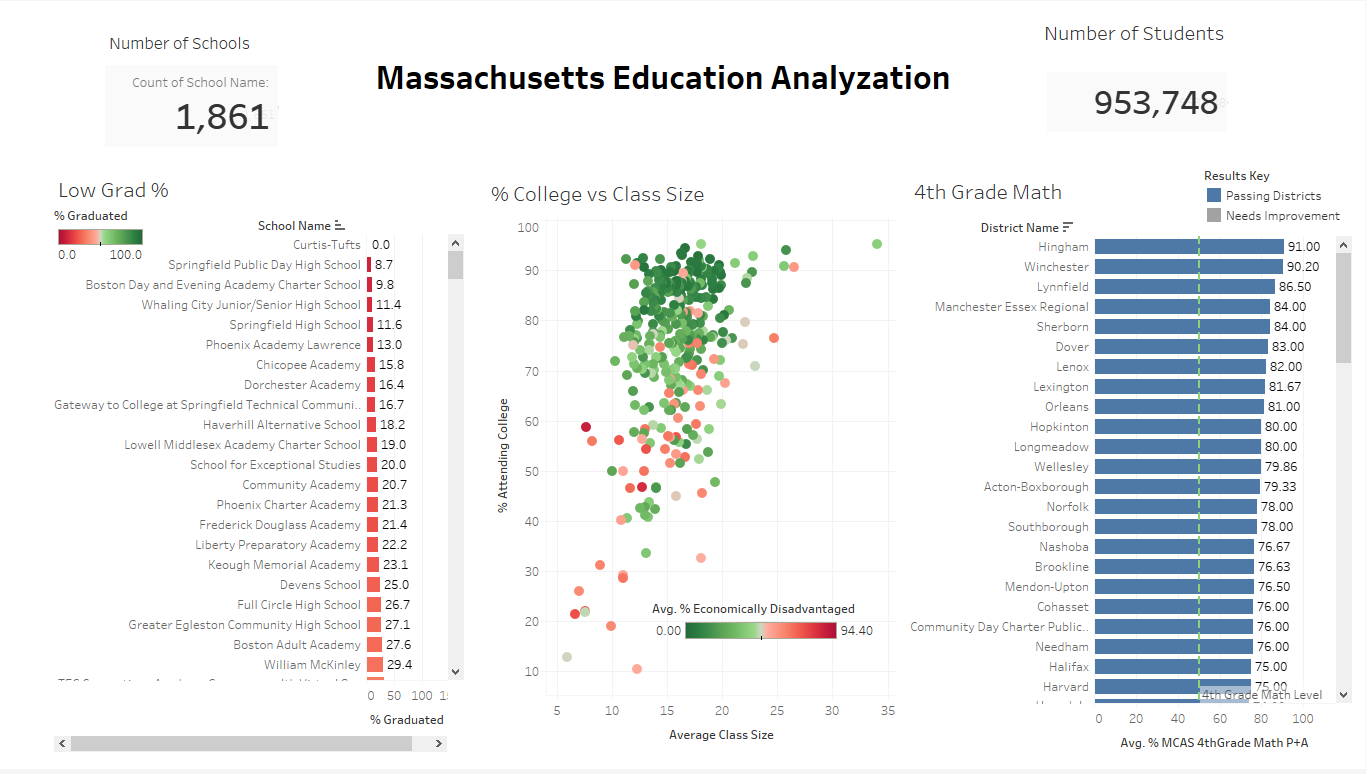 Number of Schools
Count of School Name:
1,861
Massachusetts Education Analyzation
Number of Students
953,748
Low Grad %
% Graduated
0.0 100.0
School Name
Curtis-Tufts 0.0
Springfield Public Day High School 8.7
Boston Day and Evening Academy Charter School 9.8
Whaling City Junior/Senior High School 11.4
Springfield High School 11.6
Phoenix Academy Lawrence 13.0
Chicopee Academy 15.8
Dorchester Academy 16.4
Gateway to College at Springfield Technical Communi.. 16.7
Haverhill Alternative School 18.2
Lowell Middlesex Academy Charter School 19.0
School for Exceptional Studies 20.0
Community Academy 20.7
Phoenix Charter Academy 21.3
Frederick Douglass Academy 21.4
Liberty Preparatory Academy 22.2
Keough Memorial Academy 23.1
Devens School 25.0
Full Circle High School 26.7
Greater Egleston Community High School 27.1
Boston Adult Academy 27.6
William McKinley 29.4
0 50 100
% Graduated
% College vs Class Size
100
90
80
70
60
50
40
30
20
10
% Attending College
Avg. % Economically Disadvantaged
0.00 94.40
5 10 15 20 25 30 35
Average Class Size
4th Grade Math
Results Key
Passing Districts
Needs Improvement
District Name
Hingham 91.00
Winchester 90.20
Lynnfield 86.50
Manchester Essex Regional 84.00
Sherborn 84.00
Dover 83.00
Lenox 82.00
Lexington 81.67
Orleans 81.00
Hopkinton 80.00
Longmeadow 80.00
Wellesley 79.86
Acton-Boxborough 79.33
Norfolk 78.00
Southborough 78.00
Nashoba 76.67
Brookline 76.63
Mendon-Upton 76.50
Cohasset 76.00
Community Day Charter Public.. 76.00
Needham 76.00
Halifax 75.00
Harvard 75.00
4th Grade Math Level
0 20 40 60 80 100
Avg. % MCAS 4thGrade Math P+A